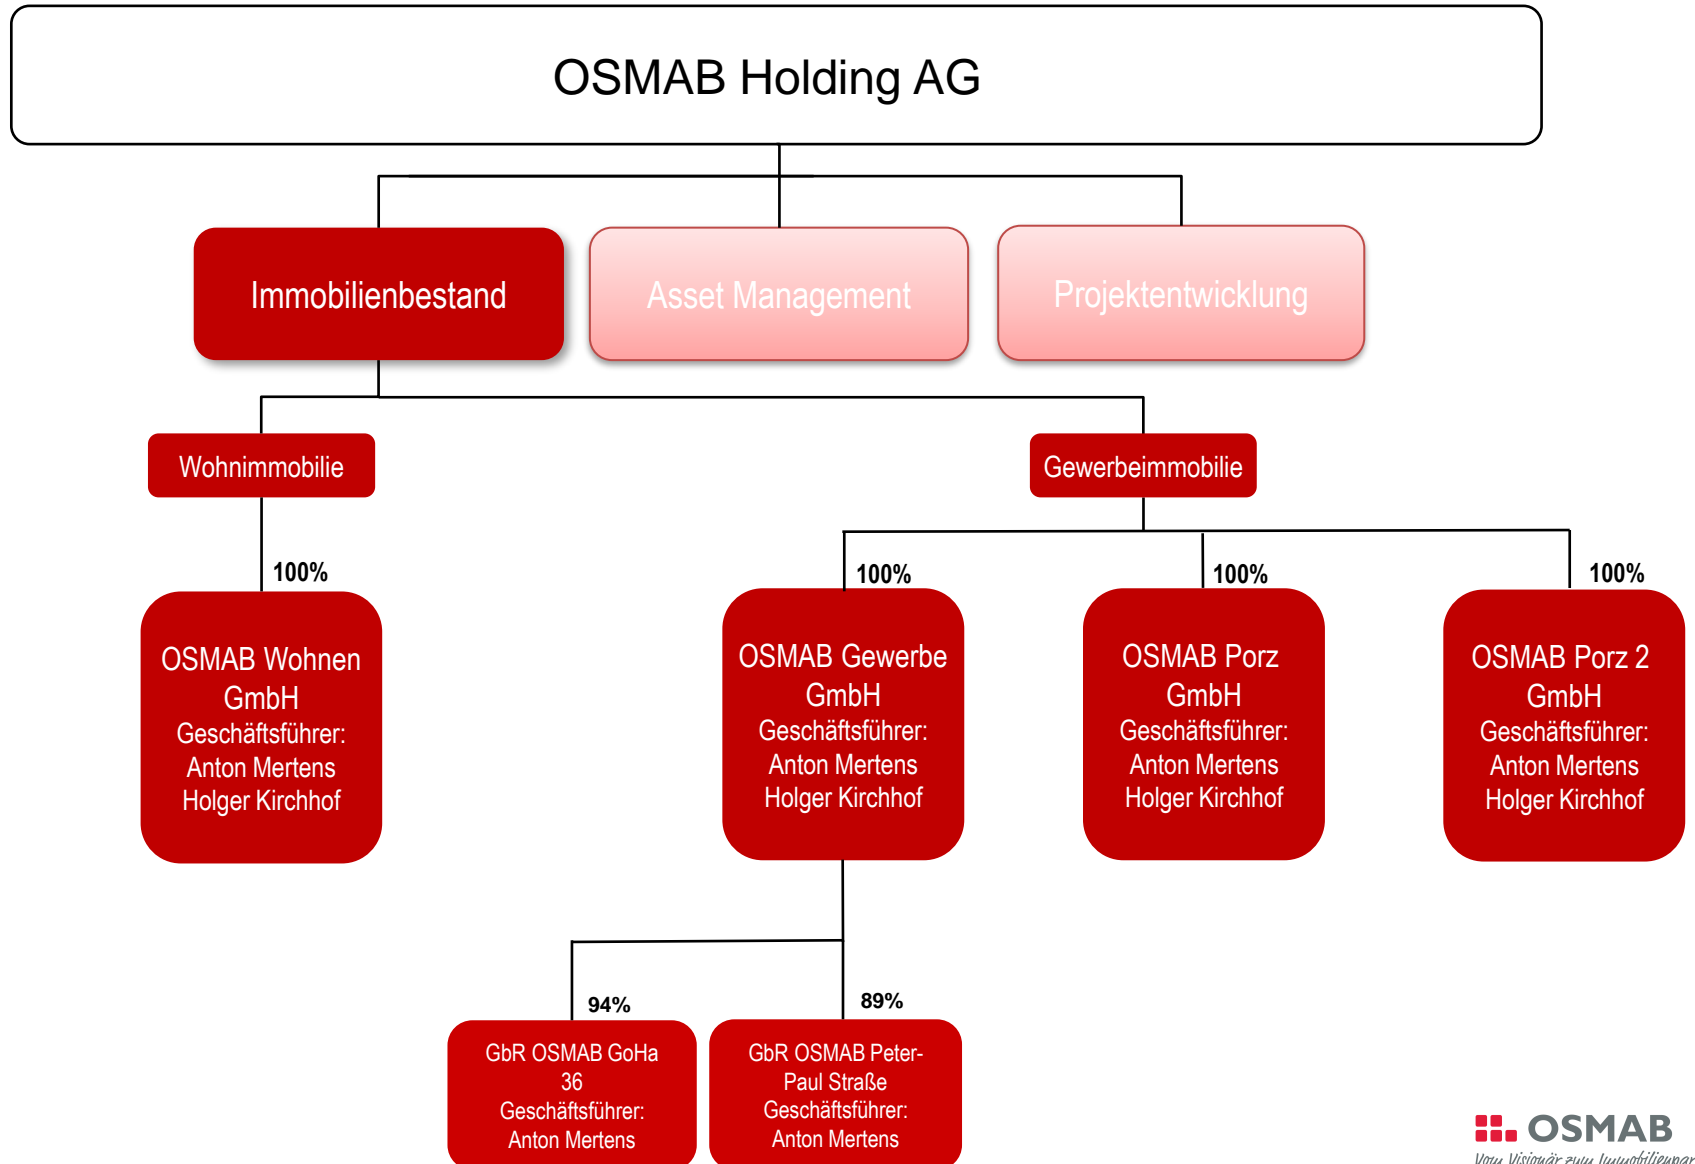 OSMAB Holding AG
Immobilienbestand
Asset Management
Projektentwicklung
Wohnimmobilie
Gewerbeimmobilie
100%
100%
100%
100%
OSMAB Wohnen
GmbH
Geschäftsführer:
Anton Mertens
Holger Kirchhof
OSMAB Gewerbe
GmbH
Geschäftsführer:
Anton Mertens
Holger Kirchhof
OSMAB Porz
GmbH
Geschäftsführer:
Anton Mertens
Holger Kirchhof
OSMAB Porz 2
GmbH
Geschäftsführer:
Anton Mertens
Holger Kirchhof
94%
89%
GbR OSMAB GoHa
36
Geschäftsführer:
Anton Mertens
GbR OSMAB Peter-
Paul Straße
Geschäftsführer:
Anton Mertens
OSMAB
Vom Visionär zum